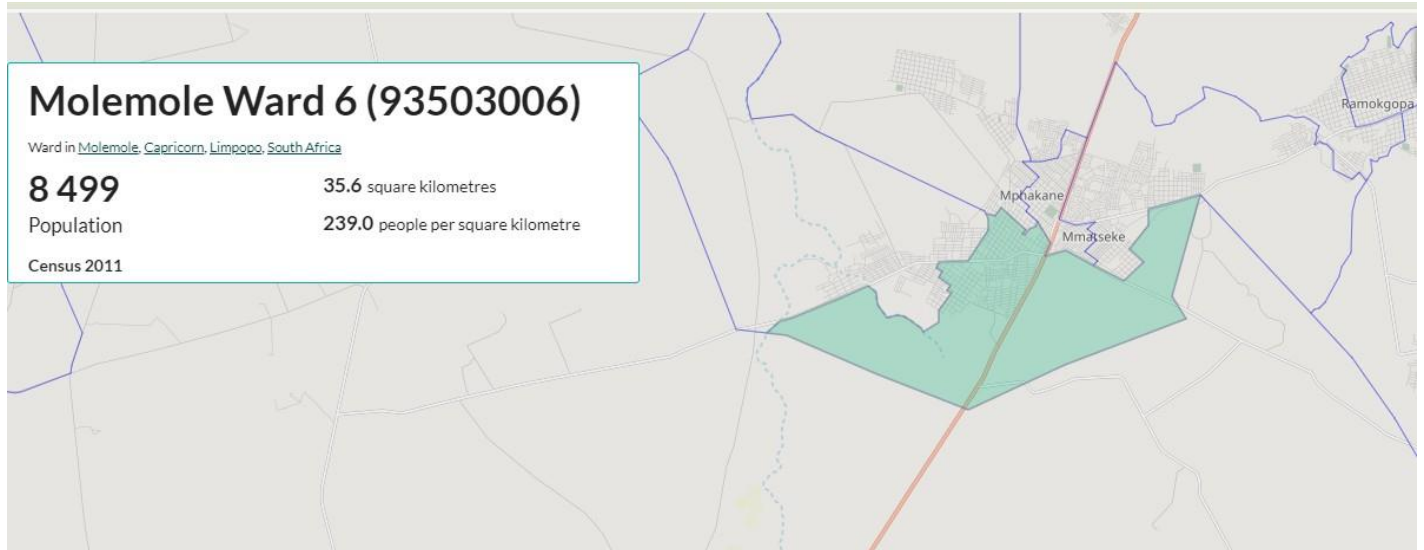 Molemole Ward 6 (93503006)
Ward in Molemole, Capricorn, Limpopo, South Africa
8 499
Population
35.6 square kilometres
239.0 people per square kilometre
Census 2011
Ramokgopa
Mphakane
Mmatseke